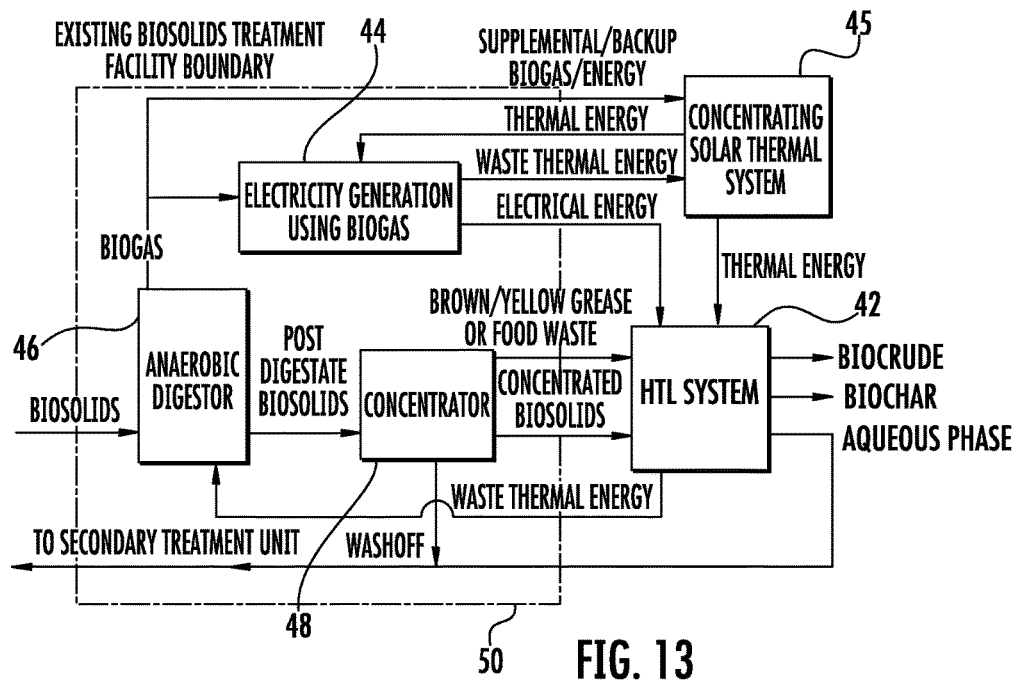 EXISTING BIOSOLIDS TREATMENT
FACILITY BOUNDARY
44
SUPPLEMENTAL/BACKUP
BIOGAS/ENERGY
45
THERMAL ENERGY
CONCENTRATING
SOLAR THERMAL
SYSTEM
WASTE THERMAL ENERGY
ELECTRICITY GENERATION
USING BIOGAS
ELECTRICAL ENERGY
BIOGAS
THERMAL ENERGY
42
46
BROWN/YELLOW GREASE
OR FOOD WASTE
ANAEROBIC
DIGESTOR
POST
DIGESTATE
BIOSOLIDS
CONCENTRATOR
CONCENTRATED
BIOSOLIDS
HTL SYSTEM
BIOCRUDE
BIOCHAR
AQUEOUS PHASE
BIOSOLIDS
WASTE THERMAL ENERGY
TO SECONDARY TREATMENT UNIT
WASHOFF
48
50
FIG. 13